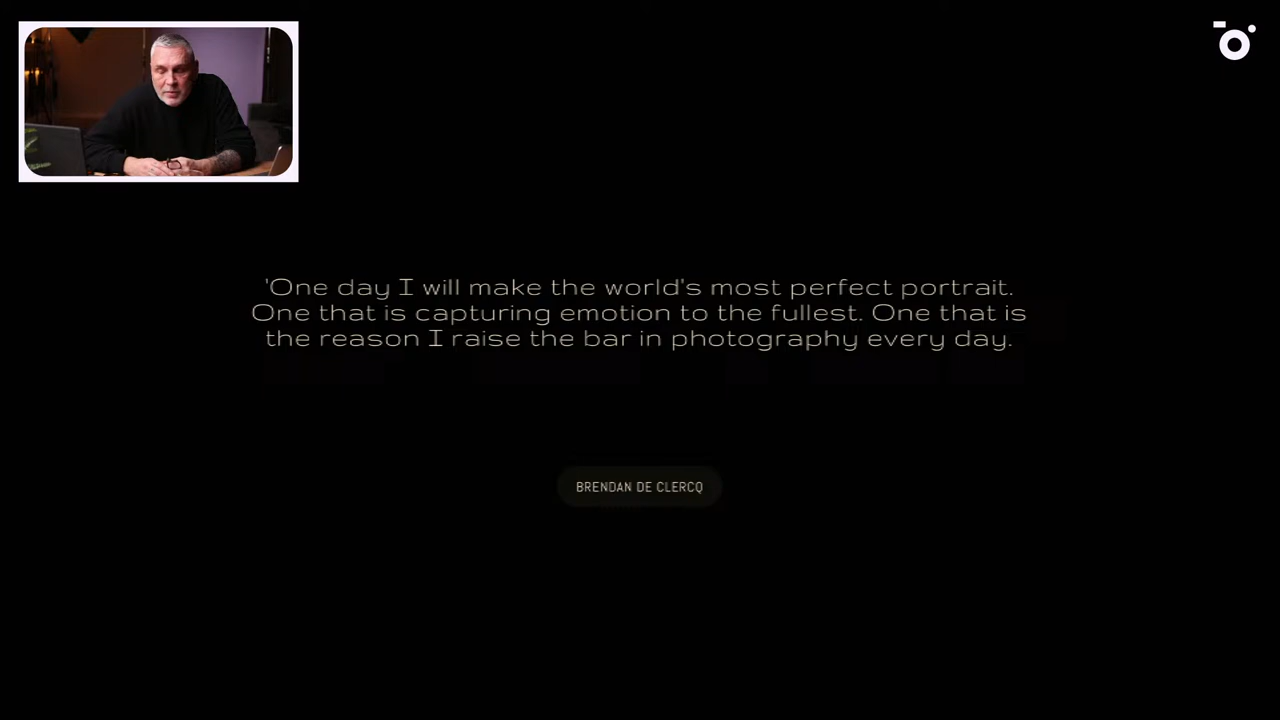 'One day I will make the world's most perfect portrait.
One that is capturing emotion to the fullest. One that is
the reason I raise the bar in photography every day.
BRENDAN DE CLERCQ